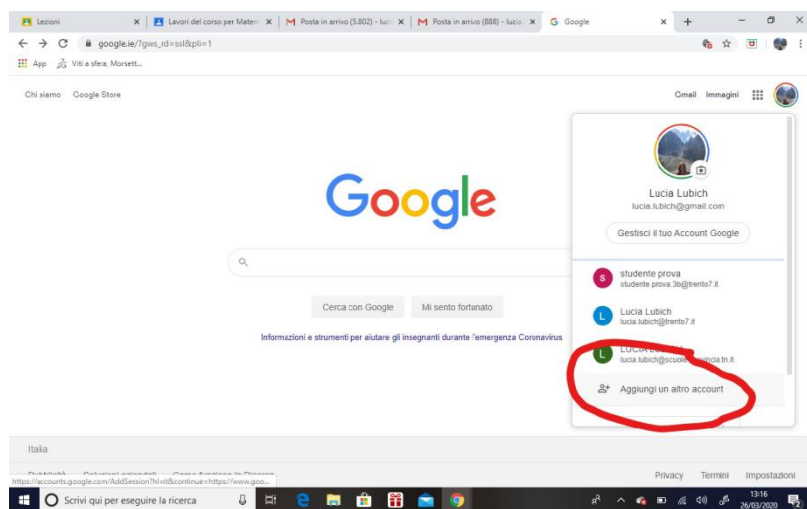 Lezioni
Lavori del corso per Matem
Posta in arrivo (5.802) - luci
Posta in arrivo (888) - lucia.
Google
google.ie/?gws_rd=ssl&pli=1
App
Viti a sfera, Morsett...
Chi siamo
Google Store
Gmail
Immagini
Google
Lucia Lubich
lucia.lubich@gmail.com
Gestisci il tuo Account Google
S
studente prova
studente.prova.3b@trento7.it
L
Lucia Lubich
lucia.lubich@trento7.it
L
LUCIA
Aggiungi un altro account
Cerca con Google
Mi sento fortunato
Informazioni e strumenti per aiutare gli insegnanti durante l'emergenza Coronavirus
Italia
Privacy
Termini
Impostazioni
https://accounts.google.com/AddSession?hl=it&continue=https://www.goo...
Scrivi qui per eseguire la ricerca
13:16
26/03/2020